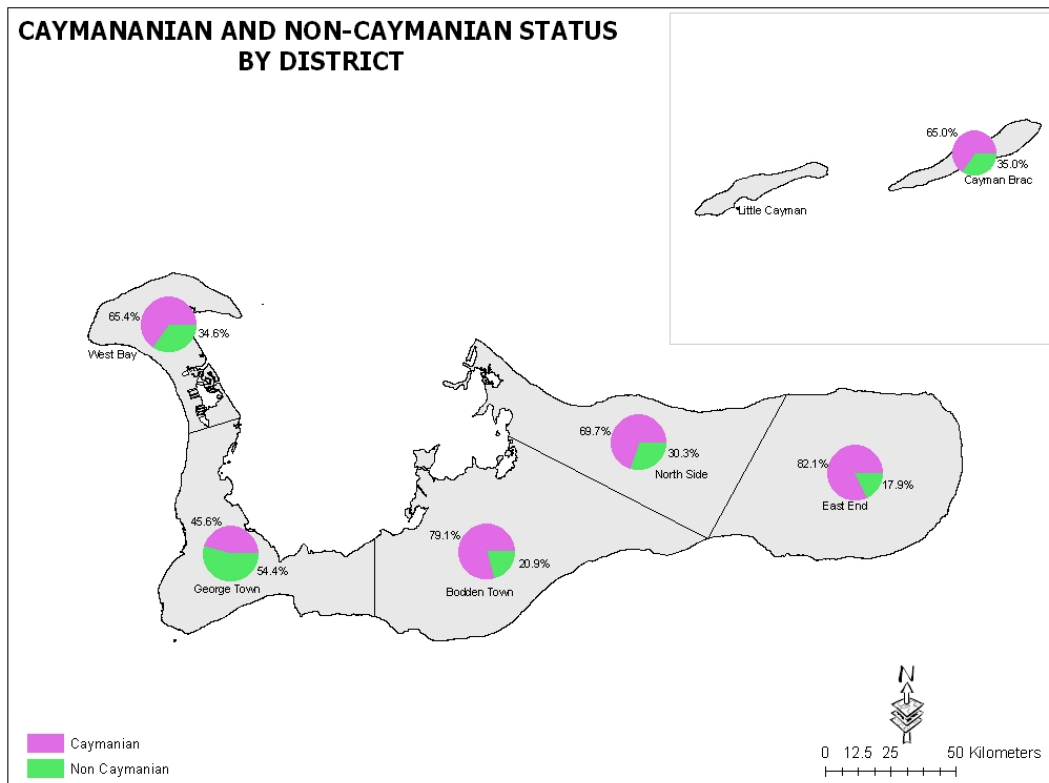 CAYMANANIAN AND NON-CAYMANIAN STATUS
BY DISTRICT
65.0%
35.0%
Cayman Brac
Little Cayman
65.4%
34.6%
West Bay
69.7%
30.3%
North Side
82.1%
17.9%
East End
45.6%
54.4%
George Town
79.1%
20.9%
Bodden Town
N
Caymanian
Non Caymanian
0 12.5 25 50 Kilometers